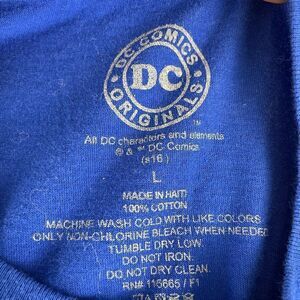 DC COMICS
DC
ORIGINALS
™
All DC characters and elements
© & ™ DC Comics
(s16)
L
MADE IN HAITI
100% COTTON
MACHINE WASH COLD WITH LIKE COLORS
ONLY NON-CHLORINE BLEACH WHEN NEEDED
TUMBLE DRY LOW.
DO NOT IRON.
DO NOT DRY CLEAN.
RN# 115665 / F1